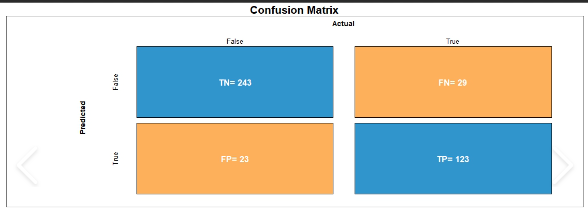 Confusion Matrix
Actual
False True
Predicted
False
TN= 243 FN= 29
True
FP= 23 TP= 123